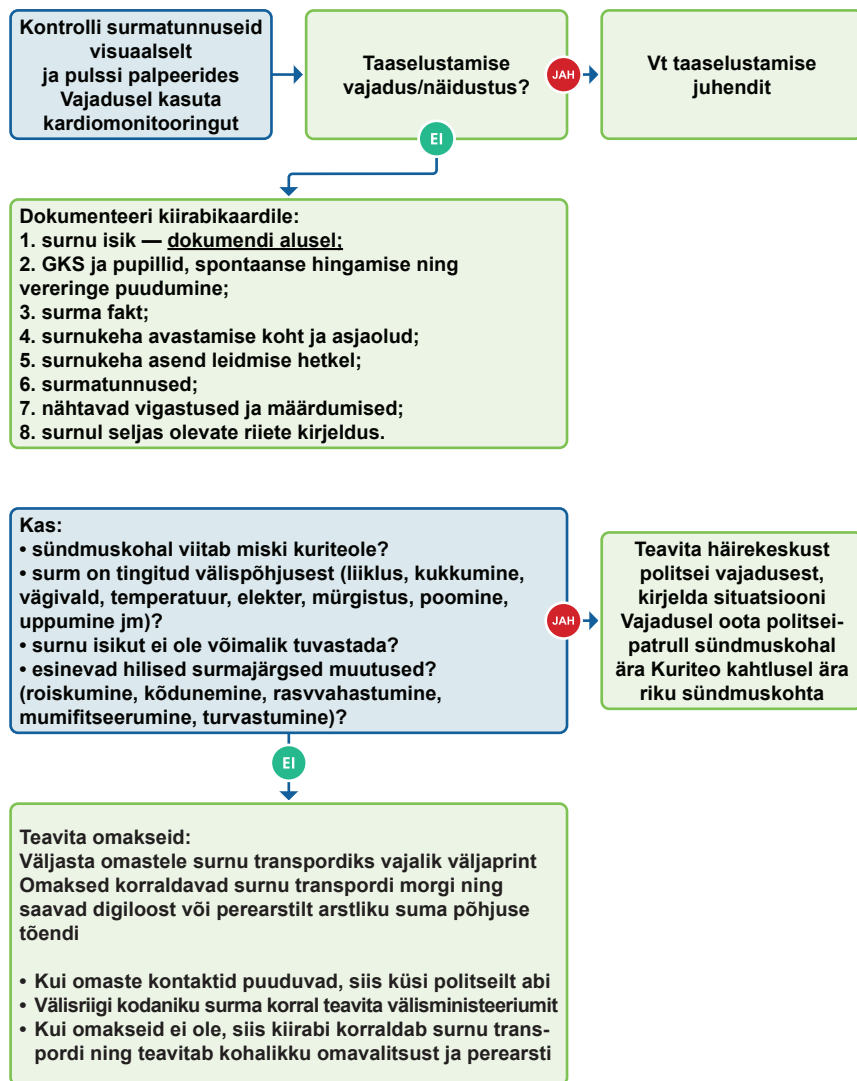 Kontrolli surmatunnuseid
visuaalselt
ja pulssi palpeerides
Vajadusel kasuta
kardiomonitooringut
Taaselustamise
vajadus/näidustus?
JAH
Vt taaselustamise
juhendit
EI
Dokumenteeri kiirabikaardile:
1. surnu isik — dokumendi alusel;
2. GKS ja pupillid, spontaanse hingamise ning
vereringe puudumine;
3. surma fakt;
4. surnukeha avastamise koht ja asjaolud;
5. surnukeha asend leidmise hetkel;
6. surmatunnused;
7. nähtavad vigastused ja määrdumised;
8. surnul seljas olevate riiete kirjeldus.
Kas:
• sündmuskohal viitab miski kuriteole?
• surm on tingitud välispõhjusest (liiklus, kukkumine,
vägivald, temperatuur, elekter, mürgistus, poomine,
uppumine jm)?
• surnu isikut ei ole võimalik tuvastada?
• esinevad hilised surmajärgsed muutused?
(roiskumine, kõdunemine, rasvvahastumine,
mumifitseerumine, turvastumine)?
JAH
Teavita häirekeskust
politsei vajadusest,
kirjelda situatsiooni
Vajadusel oota politsei-
patrull sündmuskohal
ära Kuriteo kahtlusel ära
riku sündmuskohta
EI
Teavita omakseid:
Väljasta omastele surnu transpordiks vajalik väljaprint
Omaksed korraldavad surnu transpordi morgi ning
saavad digiloost või perearstilt arstliku suma põhjuse
tõendi
• Kui omaste kontaktid puuduvad, siis küsi politseilt abi
• Välisriigi kodaniku surma korral teavita välisministeeriumit
• Kui omakseid ei ole, siis kiirabi korraldab surnu trans-
pordi ning teavitab kohalikku omavalitsust ja perearsti